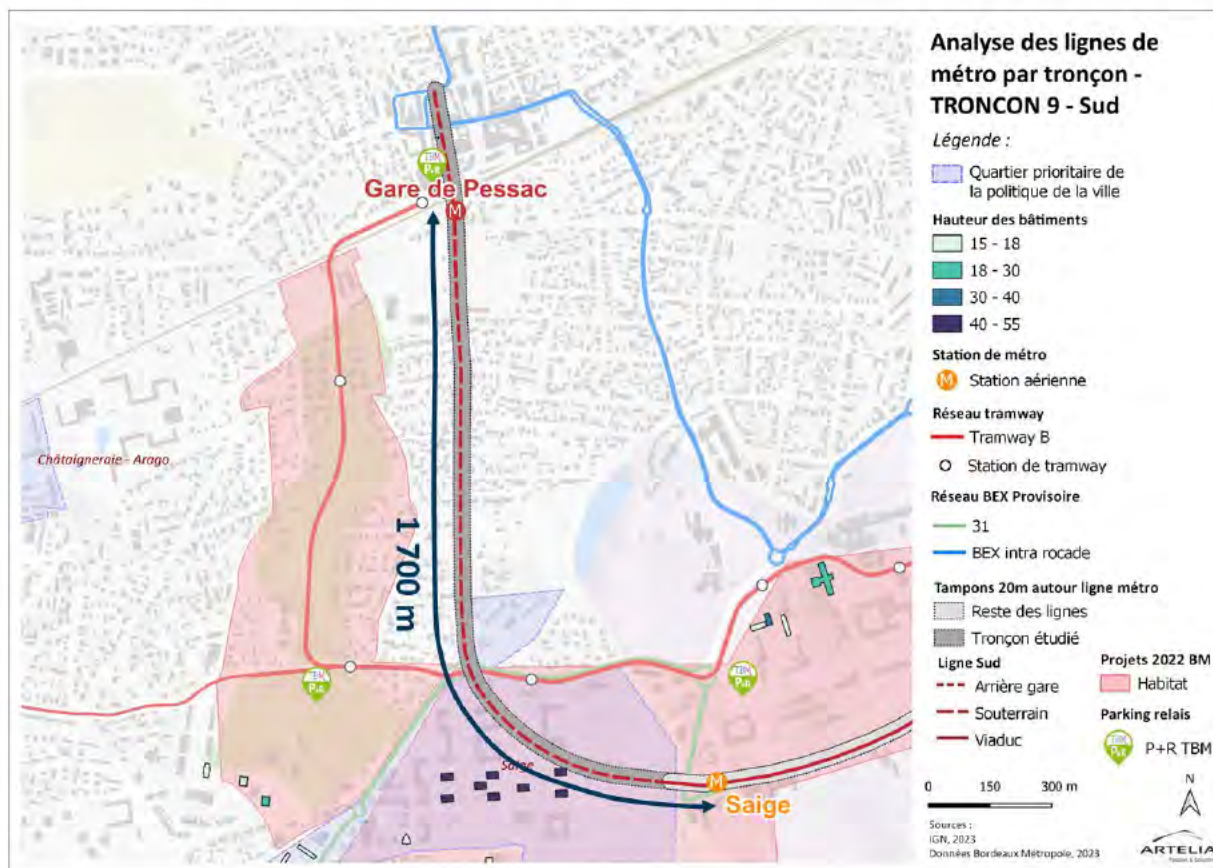 Analyse des lignes de
métro par tronçon -
TRONCON 9 - Sud
Légende :
Quartier prioritaire de
la politique de la ville
Hauteur des bâtiments
15 - 18
18 - 30
30 - 40
40 - 55
Station de métro
M
Station aérienne
Réseau tramway
Tramway B
Station de tramway
Réseau BEX Provisoire
31
BEX intra rocade
Tampons 20m autour ligne métro
Reste des lignes
Tronçon étudié
Ligne Sud
Arrière gare
Souterrain
Viaduc
Projets 2022 BM
Habitat
Parking relais
TBM
P+R
P+R TBM
0 150 300 m
N
Sources :
IGN, 2023
Données Bordeaux Métropole, 2023
ARTELIA
TBM
P+R
Gare de Pessac
M
Châtaigneraie - Arago
1 700 m
TBM
P+R
TBM
P+R
Saige
M
Saige